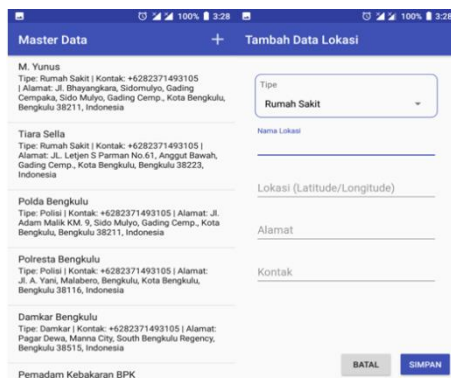 100% 3:28
Master Data
+
M. Yunus
Tipe: Rumah Sakit | Kontak: +6282371493105
| Alamat: Jl. Bhayangkara, Sidomulyo, Gading
Cempaka, Sido Mulyo, Gading Cemp., Kota Bengkulu,
Bengkulu 38211, Indonesia
Tiara Sella
Tipe: Rumah Sakit | Kontak: +6282371493105 |
Alamat: JL. Letjen S Parman No.61, Anggut Bawah,
Gading Cemp., Kota Bengkulu, Bengkulu 38223,
Indonesia
Polda Bengkulu
Tipe: Polisi | Kontak: +6282371493105 | Alamat: Jl.
Adam Malik KM. 9, Sido Mulyo, Gading Cemp., Kota
Bengkulu, Bengkulu 38211, Indonesia
Polresta Bengkulu
Tipe: Polisi | Kontak: +6282371493105 | Alamat:
Jl. A. Yani, Malabero, Bengkulu, Kota Bengkulu,
Bengkulu 38116, Indonesia
Damkar Bengkulu
Tipe: Damkar | Kontak: +6282371493105 | Alamat:
Pagar Dewa, Manna City, South Bengkulu Regency,
Bengkulu 38515, Indonesia
Pemadam Kebakaran BPK
100% 3:28
Tambah Data Lokasi
Tipe
Rumah Sakit
Nama Lokasi
Lokasi (Latitude/Longitude)
Alamat
Kontak
BATAL
SIMPAN